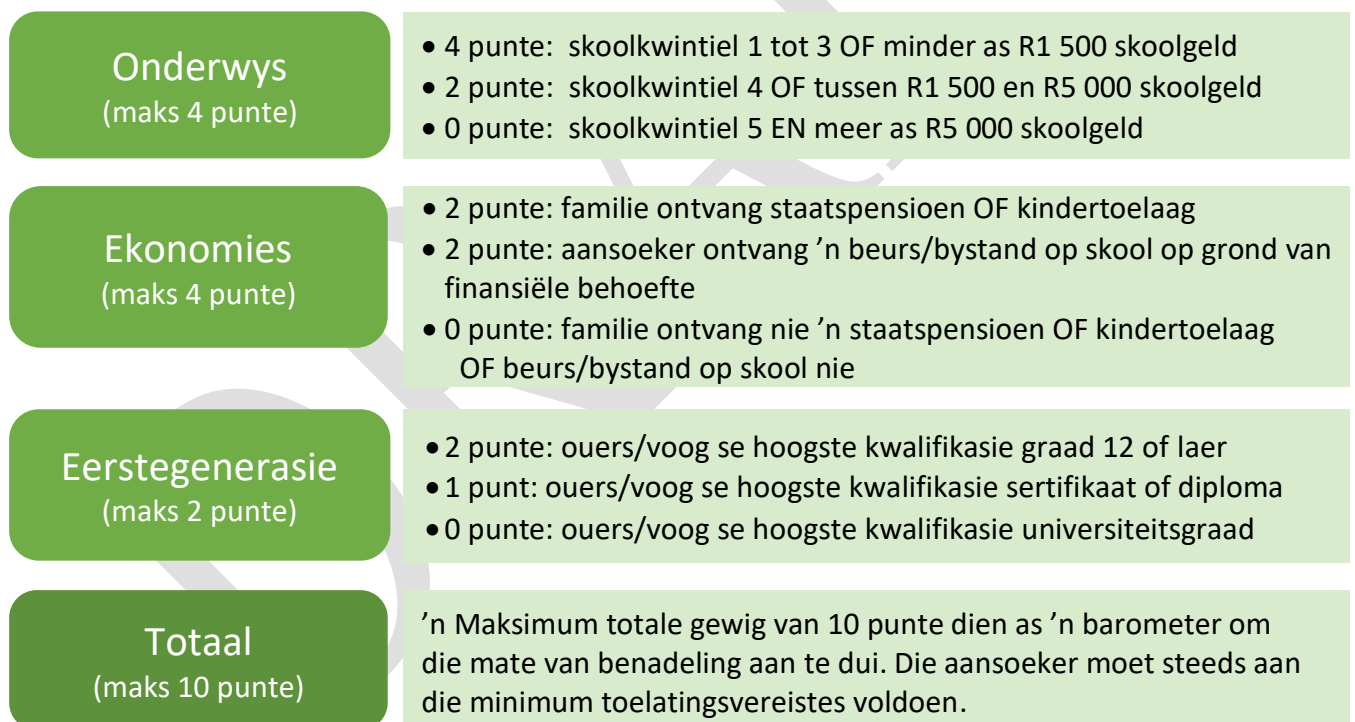 Onderwys
(maks 4 punte)
• 4 punte: skoolkwintiel 1 tot 3 OF minder as R1 500 skoolgeld
• 2 punte: skoolkwintiel 4 OF tussen R1 500 en R5 000 skoolgeld
• 0 punte: skoolkwintiel 5 EN meer as R5 000 skoolgeld
Ekonomies
(maks 4 punte)
• 2 punte: familie ontvang staatspensioen OF kindertoelaag
• 2 punte: aansoeker ontvang ’n beurs/bystand op skool op grond van
finansiële behoefte
• 0 punte: familie ontvang nie ’n staatspensioen OF kindertoelaag
OF beurs/bystand op skool nie
Eerstegenerasie
(maks 2 punte)
• 2 punte: ouers/voog se hoogste kwalifikasie graad 12 of laer
• 1 punt: ouers/voog se hoogste kwalifikasie sertifikaat of diploma
• 0 punte: ouers/voog se hoogste kwalifikasie universiteitsgraad
Totaal
(maks 10 punte)
’n Maksimum totale gewig van 10 punte dien as ’n barometer om
die mate van benadeling aan te dui. Die aansoeker moet steeds aan
die minimum toelatingsvereistes voldoen.